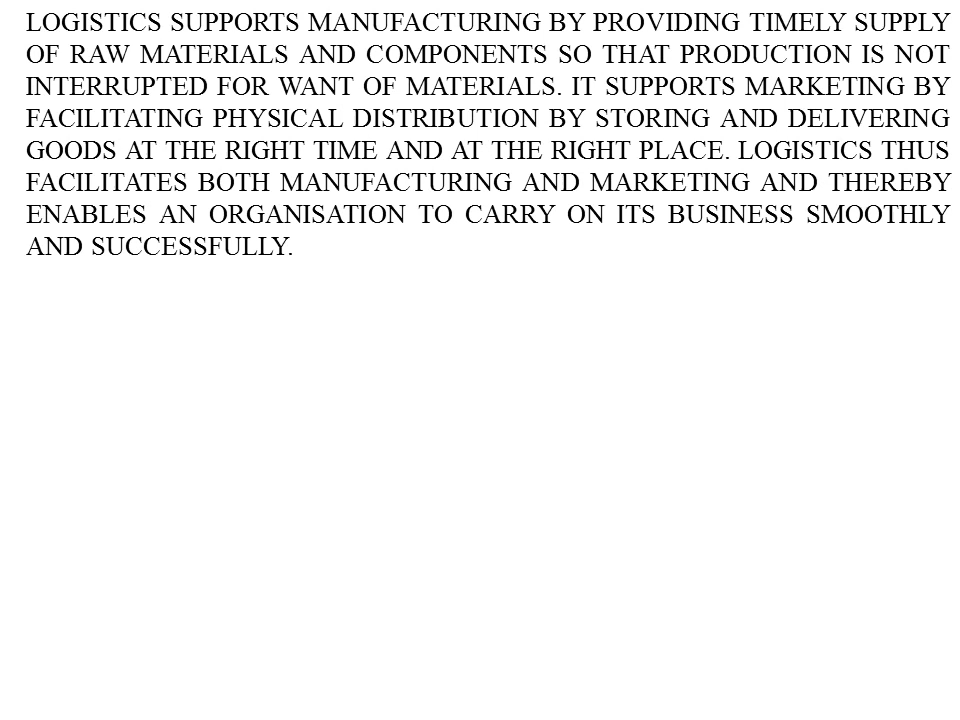 LOGISTICS SUPPORTS MANUFACTURING BY PROVIDING TIMELY SUPPLY
OF RAW MATERIALS AND COMPONENTS SO THAT PRODUCTION IS NOT
INTERRUPTED FOR WANT OF MATERIALS. IT SUPPORTS MARKETING BY
FACILITATING PHYSICAL DISTRIBUTION BY STORING AND DELIVERING
GOODS AT THE RIGHT TIME AND AT THE RIGHT PLACE. LOGISTICS THUS
FACILITATES BOTH MANUFACTURING AND MARKETING AND THEREBY
ENABLES AN ORGANISATION TO CARRY ON ITS BUSINESS SMOOTHLY
AND SUCCESSFULLY.